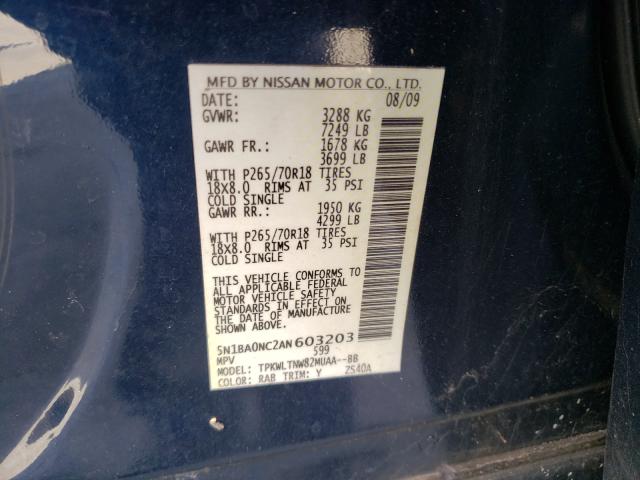 MFD BY NISSAN MOTOR CO., LTD.
DATE: 08/09
GVWR: 3288 KG
7249 LB
GAWR FR.: 1678 KG
3699 LB
WITH P265/70R18 TIRES
18X8.0 RIMS AT 35 PSI
COLD SINGLE
GAWR RR.: 1950 KG
4299 LB
WITH P265/70R18 TIRES
18X8.0 RIMS AT 35 PSI
COLD SINGLE
THIS VEHICLE CONFORMS TO
ALL APPLICABLE FEDERAL
MOTOR VEHICLE SAFETY
STANDARDS IN EFFECT ON
THE DATE OF MANUFACTURE
SHOWN ABOVE.
5N1BA0NC2AN603203
MPV 599
MODEL: TPKWLTNW82MUAA--BB
COLOR: RAB TRIM: Y ZS40A